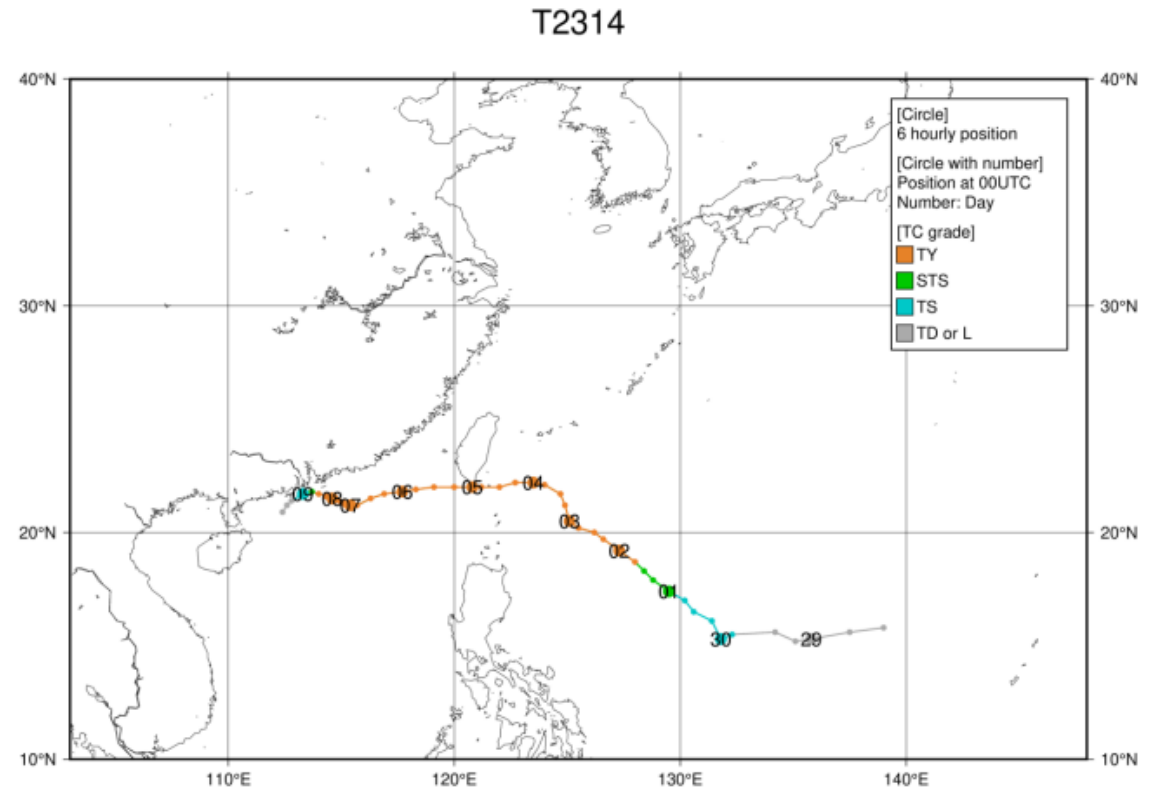 T2314
40°N
40°N
[Circle]
6 hourly position
[Circle with number]
Position at 00UTC
Number: Day
[TC grade]
TY
STS
TS
TD or L
30°N
30°N
09
08
07
06
05
04
03
02
01
30
29
20°N
20°N
10°N
10°N
110°E
120°E
130°E
140°E